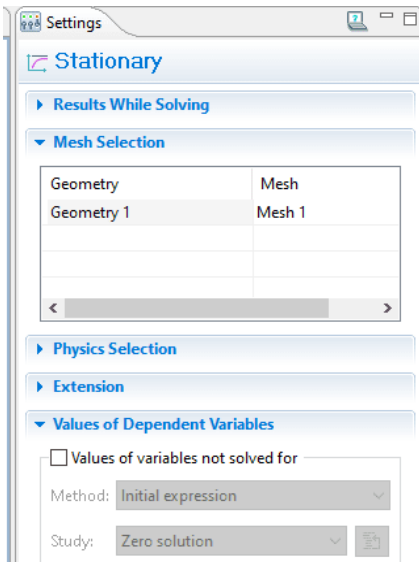 Settings
Stationary
Results While Solving
Mesh Selection
Geometry Mesh
Geometry 1 Mesh 1
Physics Selection
Extension
Values of Dependent Variables
Values of variables not solved for
Method: Initial expression
Study: Zero solution